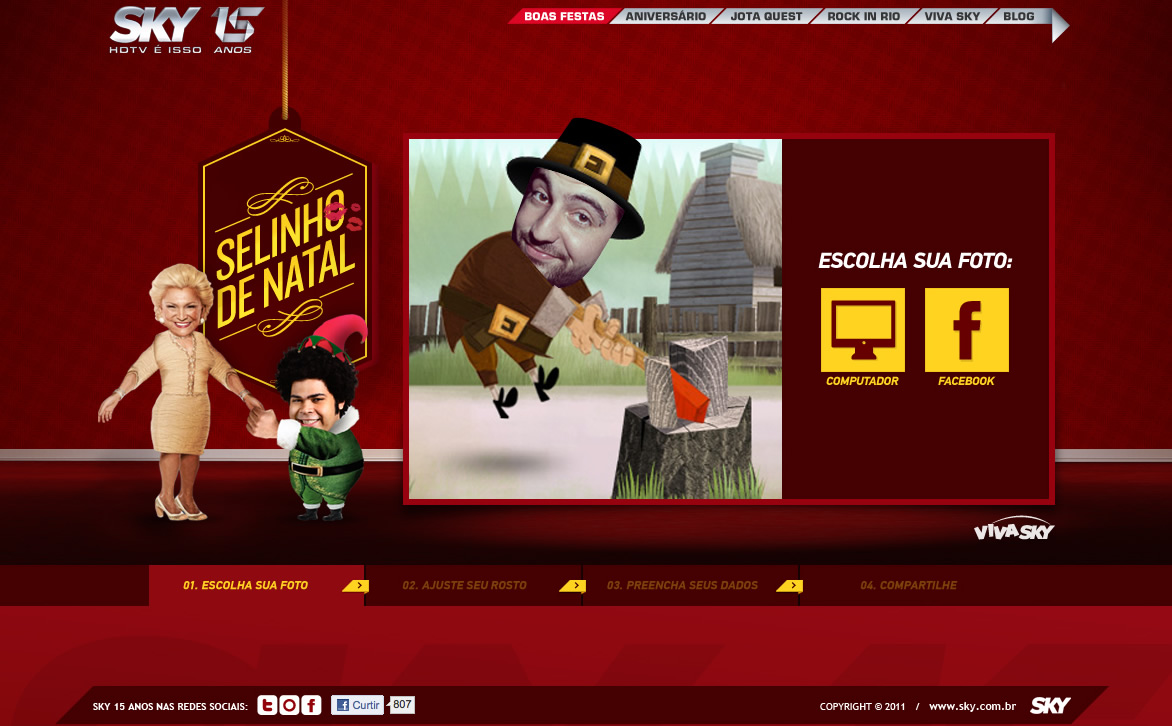 SKY 15
HDTV É ISSO ANOS
BOAS FESTAS ANIVERSÁRIO JOTA QUEST ROCK IN RIO VIVA SKY BLOG
SELINHO
DE NATAL
ESCOLHA SUA FOTO:
COMPUTADOR FACEBOOK
VIVA SKY
01. ESCOLHA SUA FOTO 02. AJUSTE SEU ROSTO 03. PREENCHA SEUS DADOS 04. COMPARTILHE
SKY 15 ANOS NAS REDES SOCIAIS: Curtir 807 COPYRIGHT © 2011 / www.sky.com.br SKY